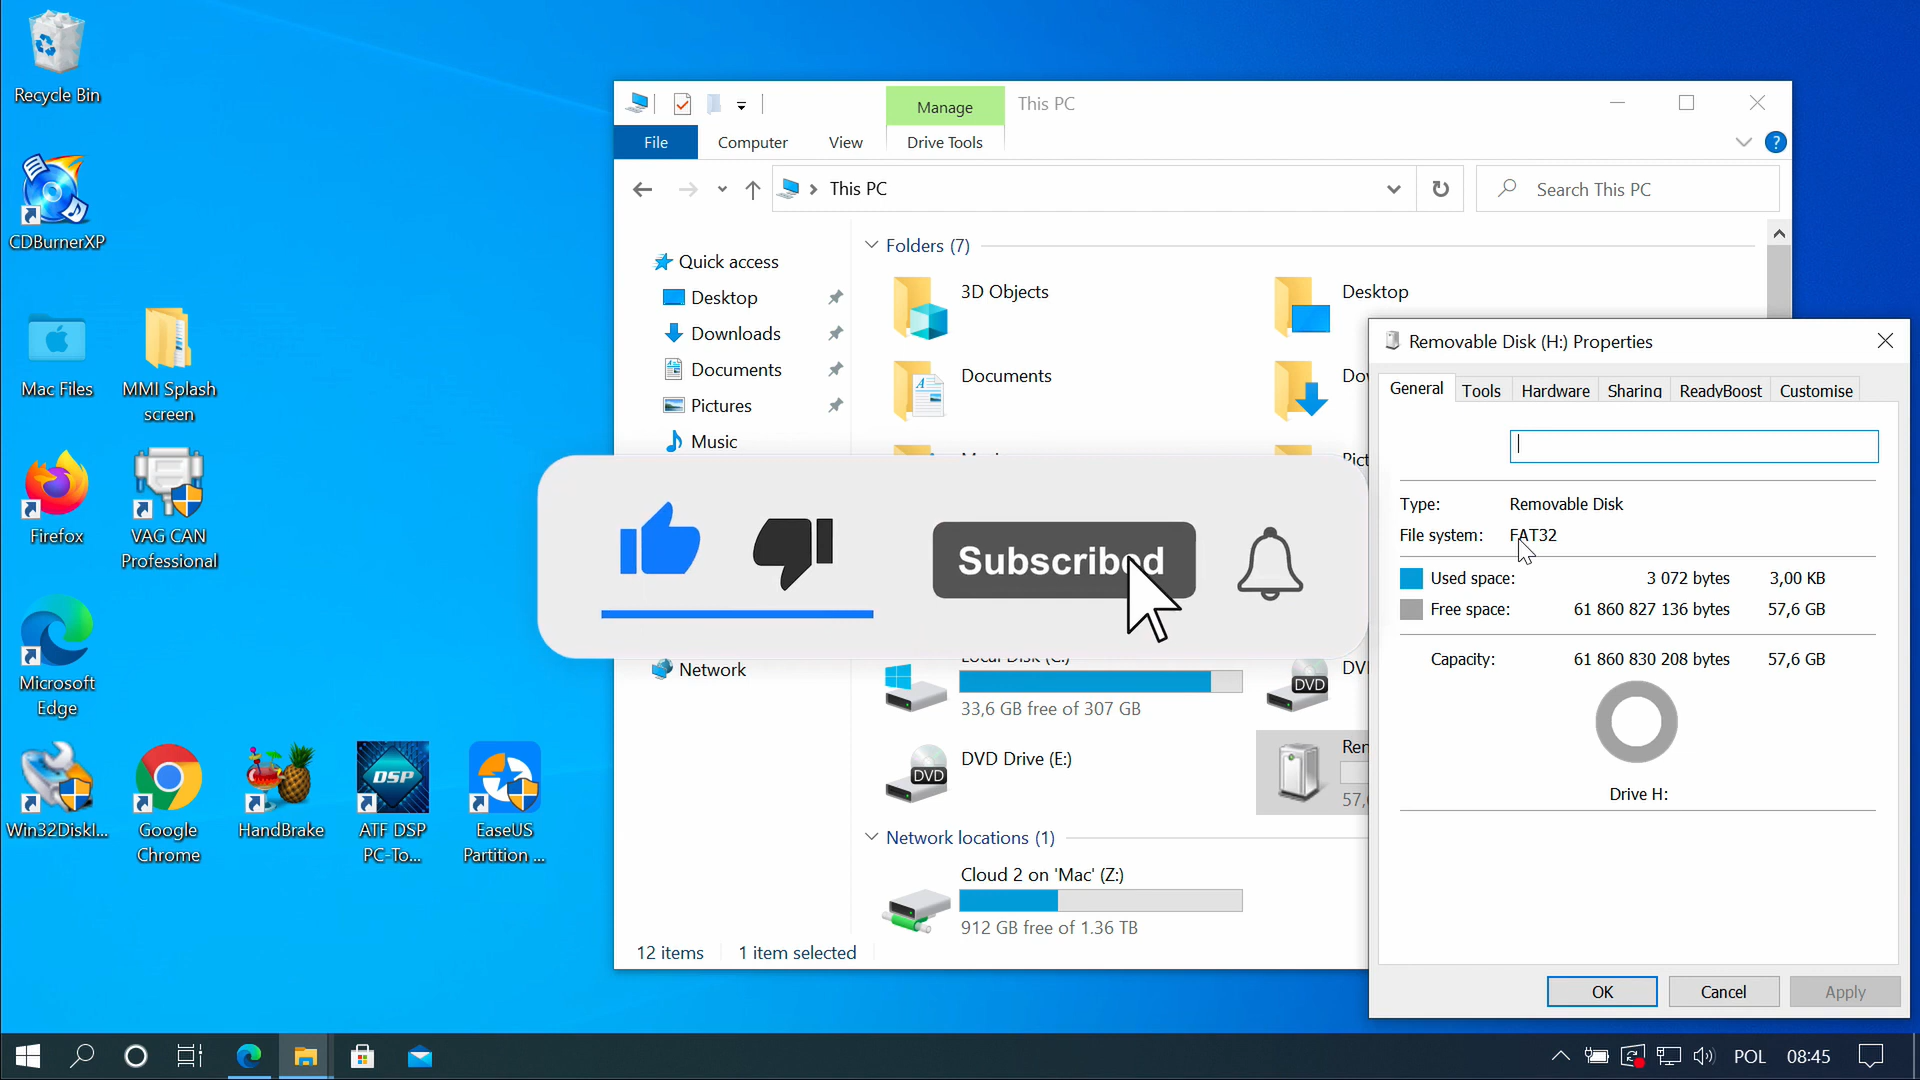 Recycle Bin
CDBurnerXP
Mac Files
MMI Splash
screen
Firefox
VAG CAN
Professional
Microsoft
Edge
Win32DiskI...
Google
Chrome
HandBrake
DSP
ATF DSP
PC-To...
EaseUS
Partition ...
Manage
This PC
File
Computer
View
Drive Tools
?
This PC
Search This PC
Quick access
Desktop
Downloads
Documents
Pictures
Music
Network
Folders (7)
3D Objects
Desktop
Documents
Local Disk (C:)
33,6 GB free of 307 GB
DVD
DVD
DVD Drive (E:)
Network locations (1)
Cloud 2 on 'Mac' (Z:)
912 GB free of 1.36 TB
12 items
1 item selected
Subscribed
Removable Disk (H:) Properties
General
Tools
Hardware
Sharing
ReadyBoost
Customise
Type: Removable Disk
File system: FAT32
Used space: 3 072 bytes 3,00 KB
Free space: 61 860 827 136 bytes 57,6 GB
Capacity: 61 860 830 208 bytes 57,6 GB
Drive H:
OK
Cancel
Apply
POL
08:45